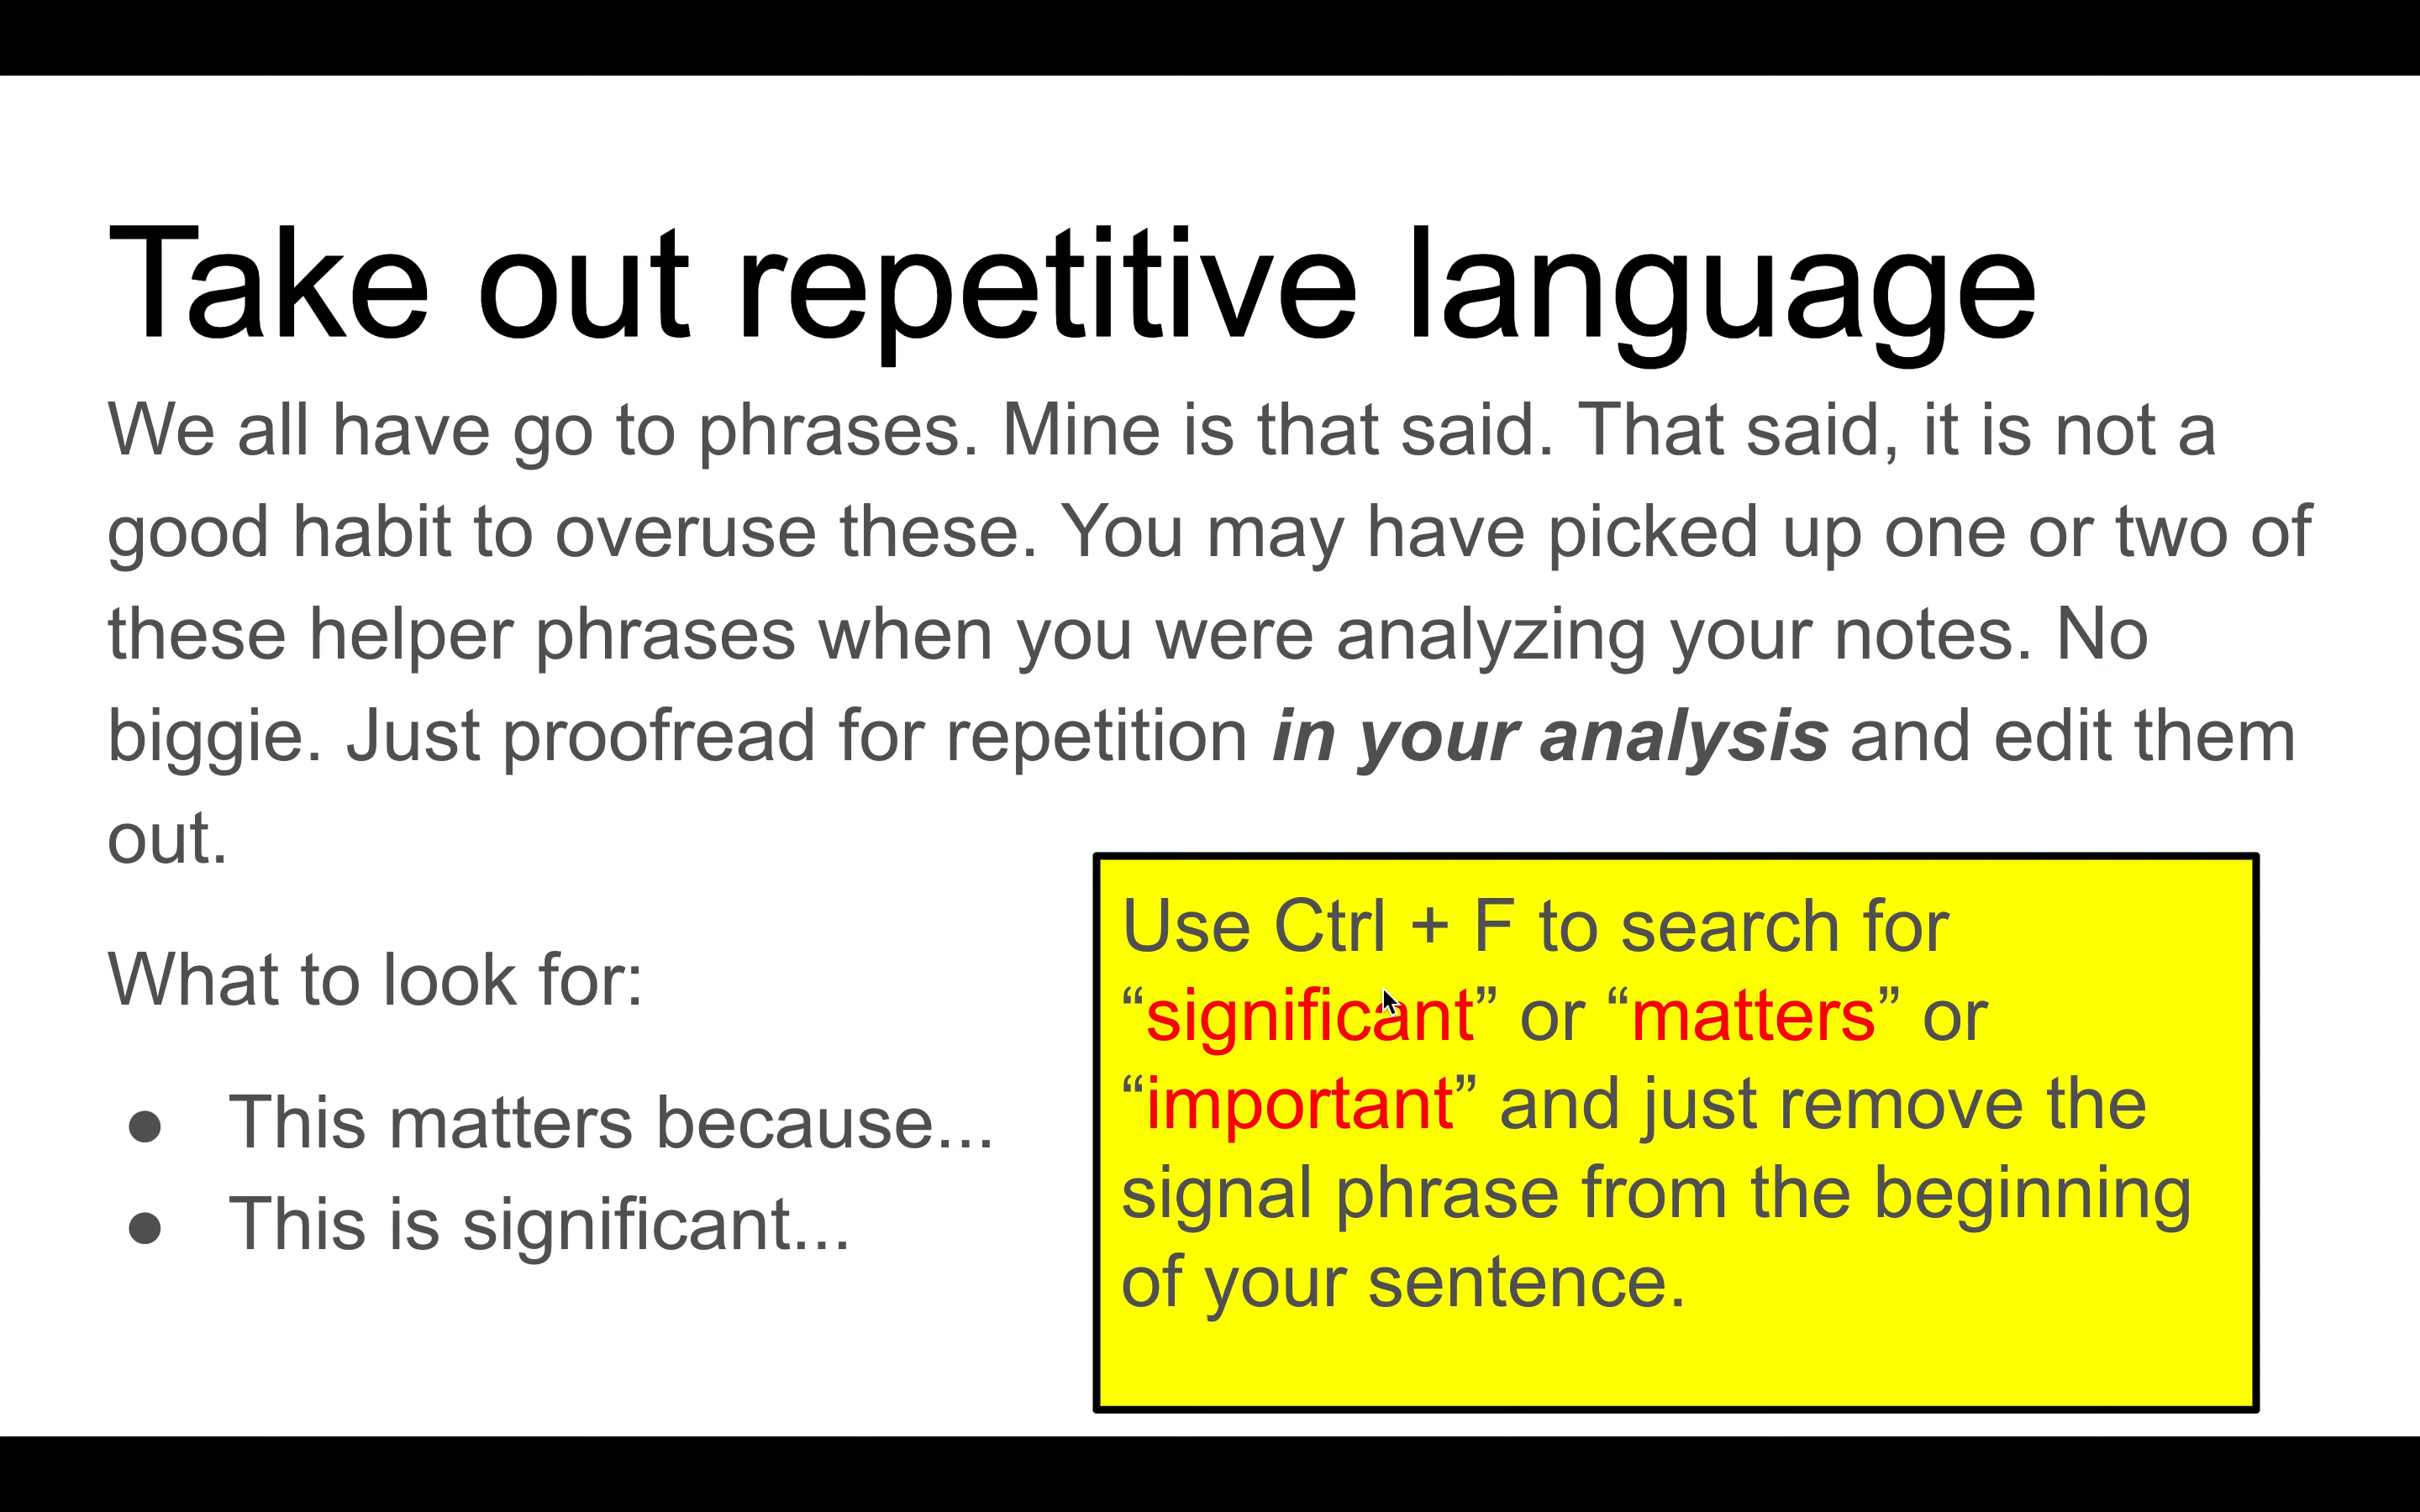 Take out repetitive language
We all have go to phrases. Mine is that said. That said, it is not a
good habit to overuse these. You may have picked up one or two of
these helper phrases when you were analyzing your notes. No
biggie. Just proofread for repetition in your analysis and edit them
out.
What to look for:
● This matters because...
● This is significant...
Use Ctrl + F to search for
“significant” or “matters” or
“important” and just remove the
signal phrase from the beginning
of your sentence.